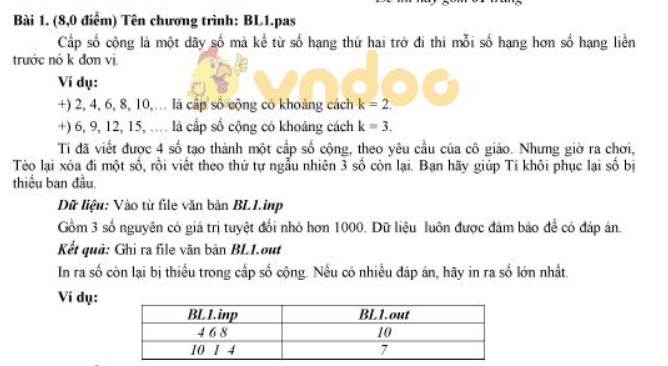 Đề thi này gồm 01 trang
Bài 1. (8,0 điểm) Tên chương trình: BL1.pas
Cấp số cộng là một dãy số mà kể từ số hạng thứ hai trở đi thì mỗi số hạng hơn số hạng liền
trước nó k đơn vị.
Ví dụ:
+) 2, 4, 6, 8, 10,… là cấp số cộng có khoảng cách k = 2.
+) 6, 9, 12, 15, …. là cấp số cộng có khoảng cách k = 3.
vndoc
Tí đã viết được 4 số tạo thành một cấp số cộng, theo yêu cầu của cô giáo. Nhưng giờ ra chơi,
Tèo lại xóa đi một số, rồi viết theo thứ tự ngẫu nhiên 3 số còn lại. Bạn hãy giúp Tí khôi phục lại số bị
thiếu ban đầu.
Dữ liệu: Vào từ file văn bản BL1.inp
Gồm 3 số nguyên có giá trị tuyệt đối nhỏ hơn 1000. Dữ liệu luôn được đảm bảo để có đáp án.
Kết quả: Ghi ra file văn bản BL1.out
In ra số còn lại bị thiếu trong cấp số cộng. Nếu có nhiều đáp án, hãy in ra số lớn nhất.
Ví dụ:
BL1.inp BL1.out
4 6 8 10
10 1 4 7